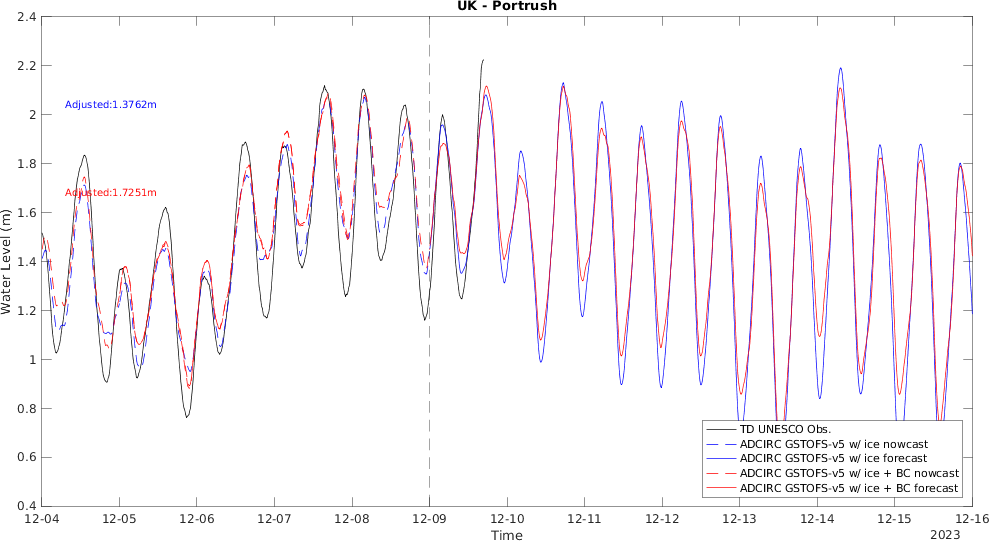 UK - Portrush
2.4
2.2
2
1.8
1.6
1.4
1.2
1
0.8
0.6
0.4
Water Level (m)
Adjusted:1.3762m
Adjusted:1.7251m
TD UNESCO Obs.
ADCIRC GSTOFS-v5 w/ ice nowcast
ADCIRC GSTOFS-v5 w/ ice forecast
ADCIRC GSTOFS-v5 w/ ice + BC nowcast
ADCIRC GSTOFS-v5 w/ ice + BC forecast
12-04 12-05 12-06 12-07 12-08 12-09 12-10 12-11 12-12 12-13 12-14 12-15 12-16
Time
2023